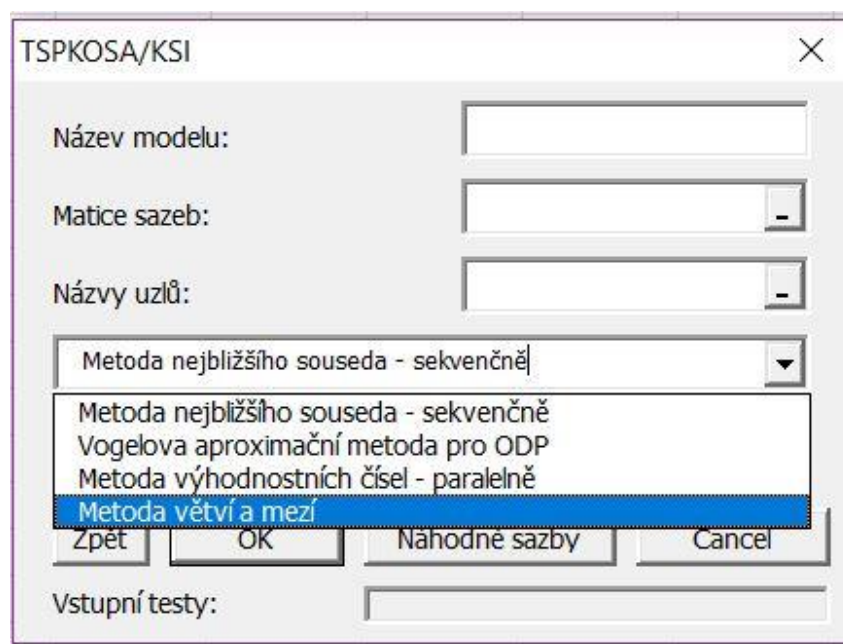 TSPKOSA/KSI
Název modelu:
Matice sazeb:
Názvy uzlů:
Metoda nejbližšího souseda - sekvenčně
Metoda nejbližšího souseda - sekvenčně
Vogelova aproximační metoda pro ODP
Metoda výhodnostních čísel - paralelně
Metoda větví a mezí
Zpět OK Náhodné sazby Cancel
Vstupní testy: